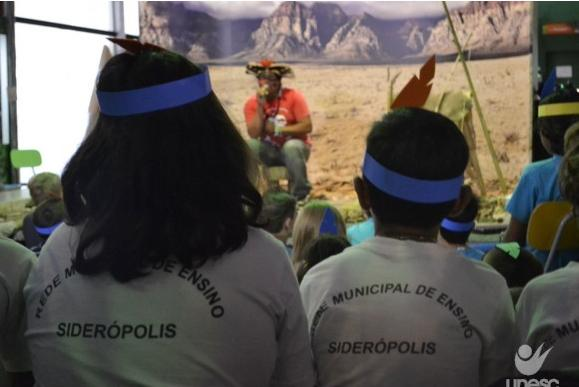 REDE MUNICIPAL DE ENSINO
SIDERÓPOLIS
REDE MUNICIPAL DE ENSINO
SIDERÓPOLIS
unesc